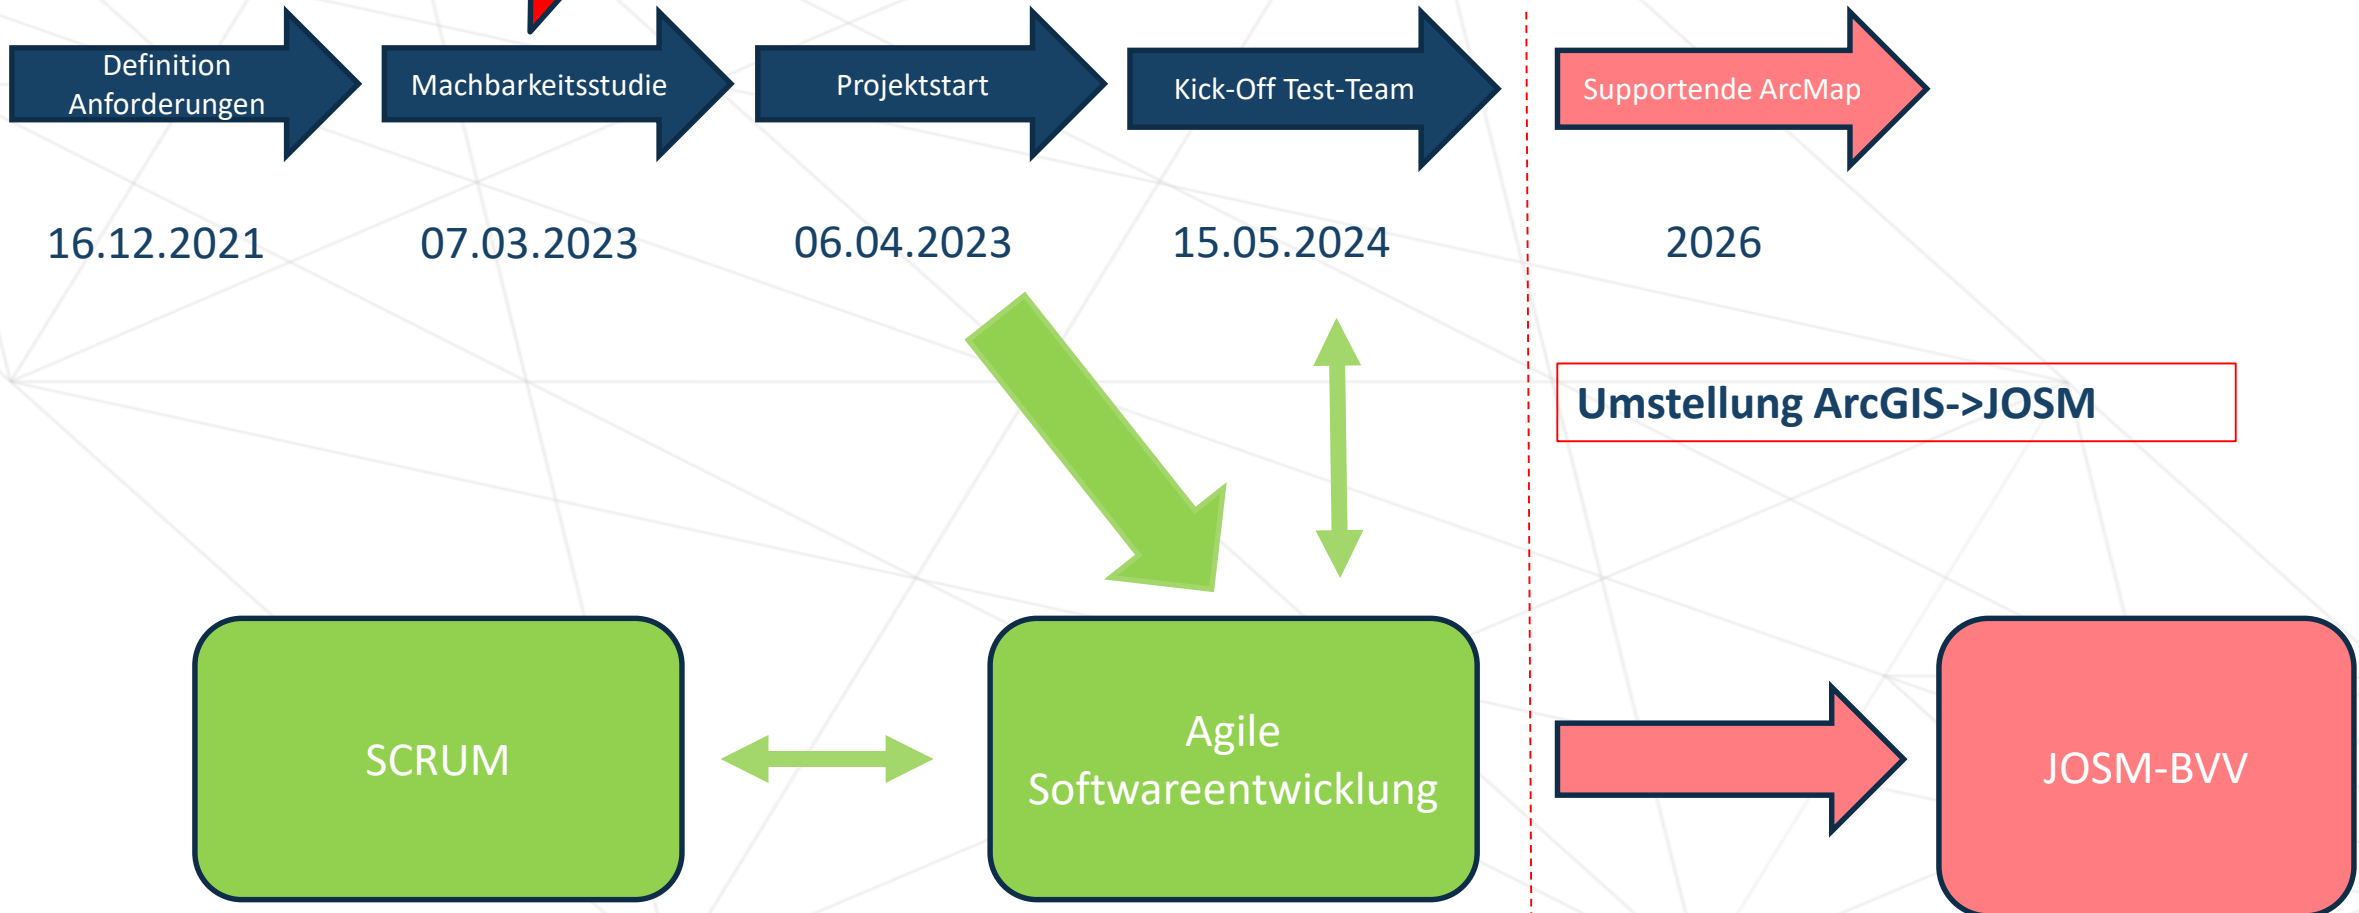 Definition
Anforderungen
Machbarkeitsstudie
Projektstart
Kick-Off Test-Team
Supportende ArcMap
16.12.2021
07.03.2023
06.04.2023
15.05.2024
2026
Umstellung ArcGIS->JOSM
SCRUM
Agile
Softwareentwicklung
JOSM-BVV